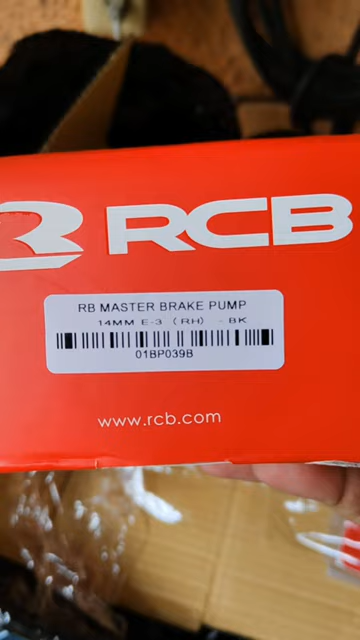 RCB
RB MASTER BRAKE PUMP
14MM E-3 (RH) - BK
01BP039B
www.rcb.com